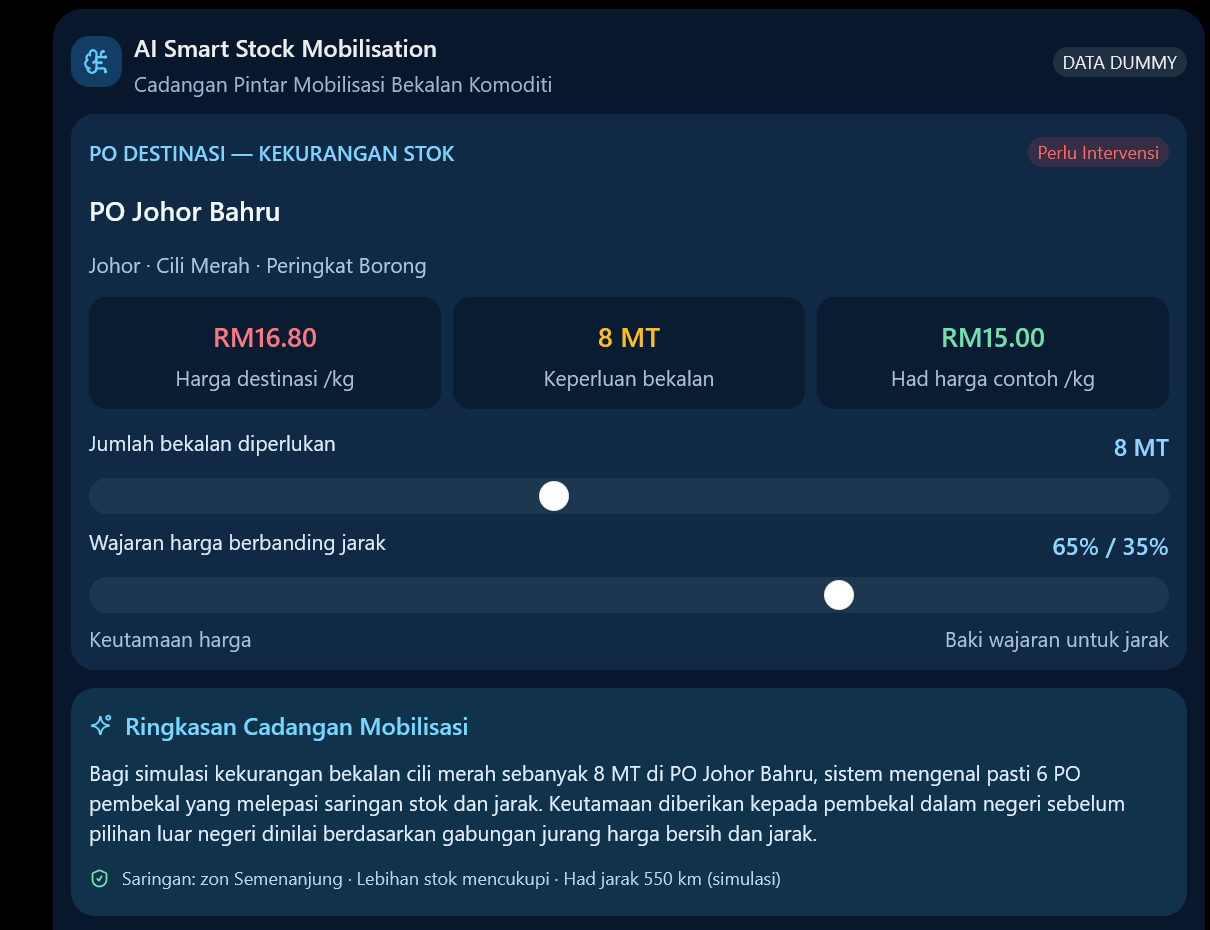 AI Smart Stock Mobilisation
Cadangan Pintar Mobilisasi Bekalan Komoditi
DATA DUMMY
PO DESTINASI — KEKURANGAN STOK
Perlu Intervensi
PO Johor Bahru
Johor · Cili Merah · Peringkat Borong
RM16.80
Harga destinasi /kg
8 MT
Keperluan bekalan
RM15.00
Had harga contoh /kg
Jumlah bekalan diperlukan
8 MT
Wajaran harga berbanding jarak
65% / 35%
Keutamaan harga
Baki wajaran untuk jarak
Ringkasan Cadangan Mobilisasi
Bagi simulasi kekurangan bekalan cili merah sebanyak 8 MT di PO Johor Bahru, sistem mengenal pasti 6 PO
pembekal yang melepasi saringan stok dan jarak. Keutamaan diberikan kepada pembekal dalam negeri sebelum
pilihan luar negeri dinilai berdasarkan gabungan jurang harga bersih dan jarak.
Saringan: zon Semenanjung · Lebihan stok mencukupi · Had jarak 550 km (simulasi)